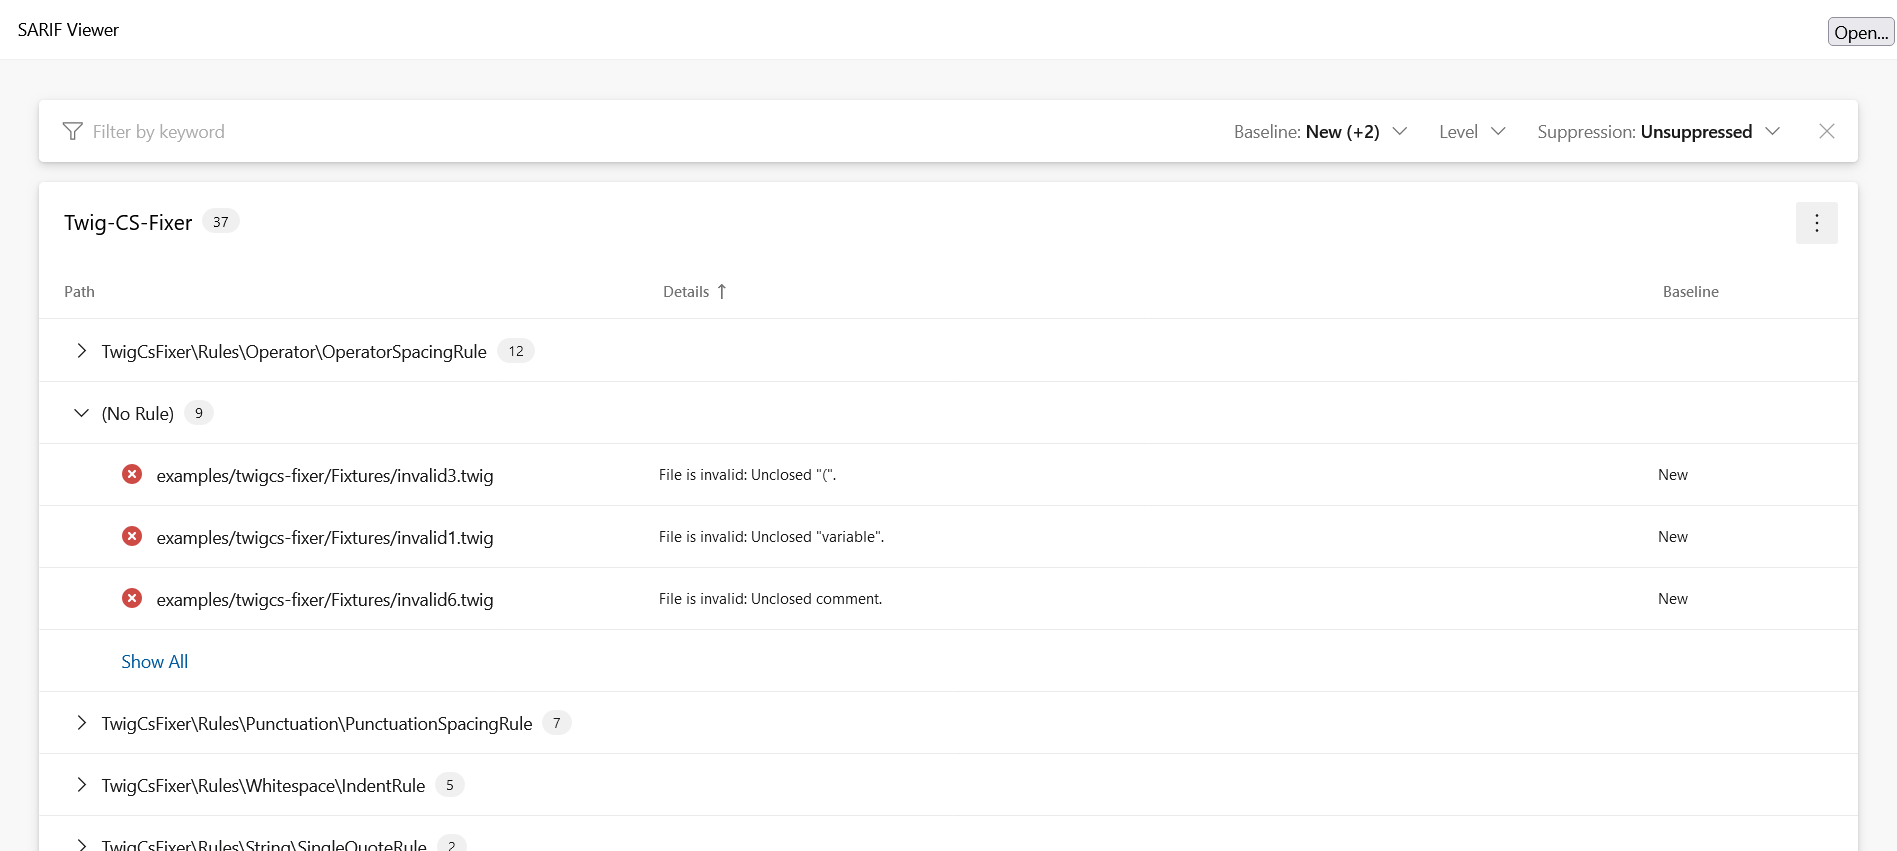 SARIF Viewer
Open...
Filter by keyword
Baseline: New (+2)
Level
Suppression: Unsuppressed
Twig-CS-Fixer 37
Path Details ↑ Baseline
TwigCsFixer\Rules\Operator\OperatorSpacingRule 12
(No Rule) 9
examples/twigcs-fixer/Fixtures/invalid3.twig File is invalid: Unclosed "(". New
examples/twigcs-fixer/Fixtures/invalid1.twig File is invalid: Unclosed "variable". New
examples/twigcs-fixer/Fixtures/invalid6.twig File is invalid: Unclosed comment. New
Show All
TwigCsFixer\Rules\Punctuation\PunctuationSpacingRule 7
TwigCsFixer\Rules\Whitespace\IndentRule 5
TwigCsFixer\Rules\String\SingleQuoteRule 2